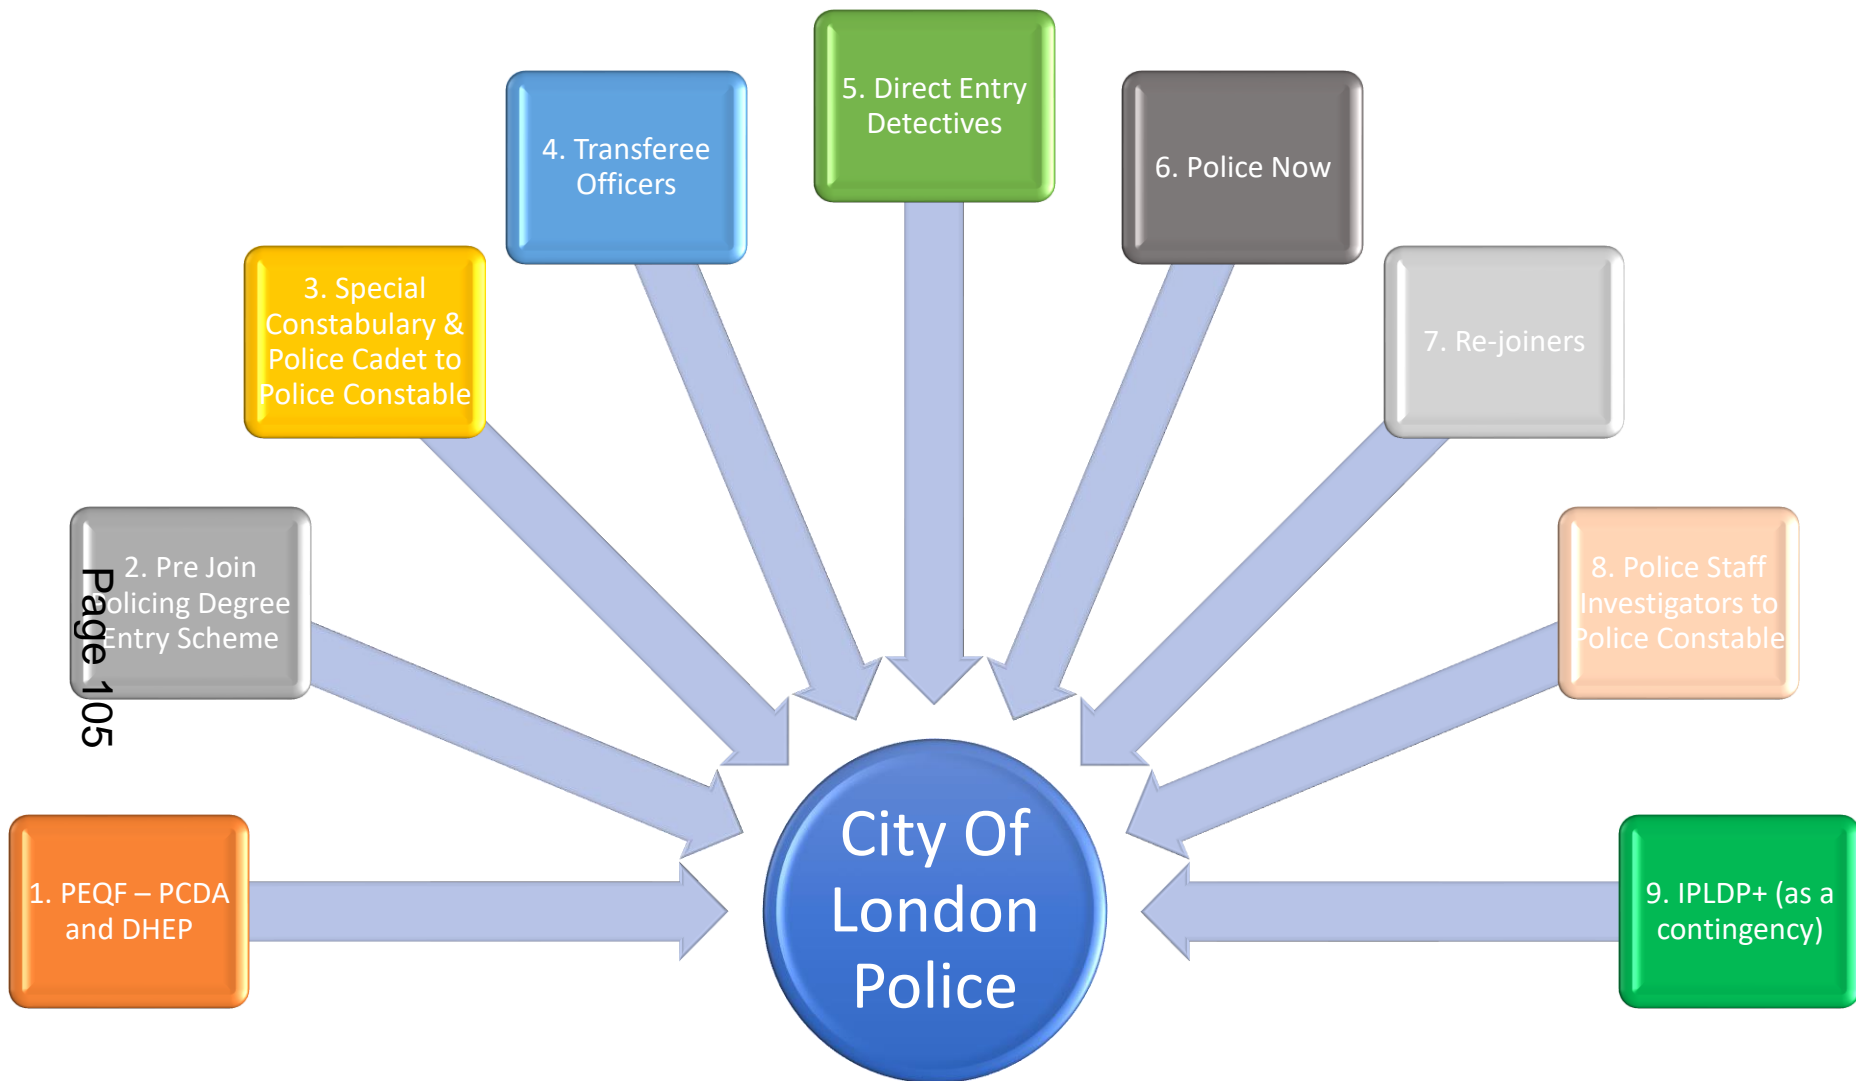 1. PEQF – PCDA
and DHEP
2. Pre Join
Policing Degree
Entry Scheme
3. Special
Constabulary &
Police Cadet to
Police Constable
4. Transferee
Officers
5. Direct Entry
Detectives
6. Police Now
7. Re-joiners
8. Police Staff
Investigators to
Police Constable
9. IPLDP+ (as a
contingency)
City Of
London
Police
Page 105